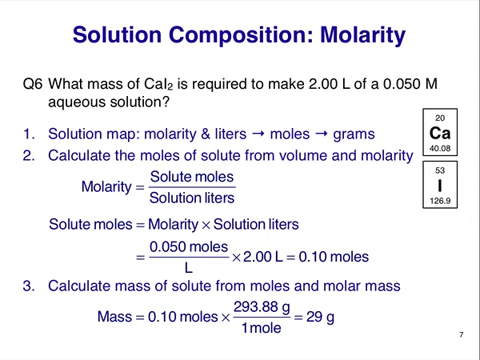 Solution Composition: Molarity
Q6 What mass of CaI₂ is required to make 2.00 L of a 0.050 M
aqueous solution?
20
Ca
40.08
1. Solution map: molarity & liters → moles → grams
2. Calculate the moles of solute from volume and molarity
53
I
126.9
Molarity = Solute moles / Solution liters
Solute moles = Molarity × Solution liters
= 0.050 moles / L × 2.00 L = 0.10 moles
3. Calculate mass of solute from moles and molar mass
Mass = 0.10 moles × 293.88 g / 1mole = 29 g
7